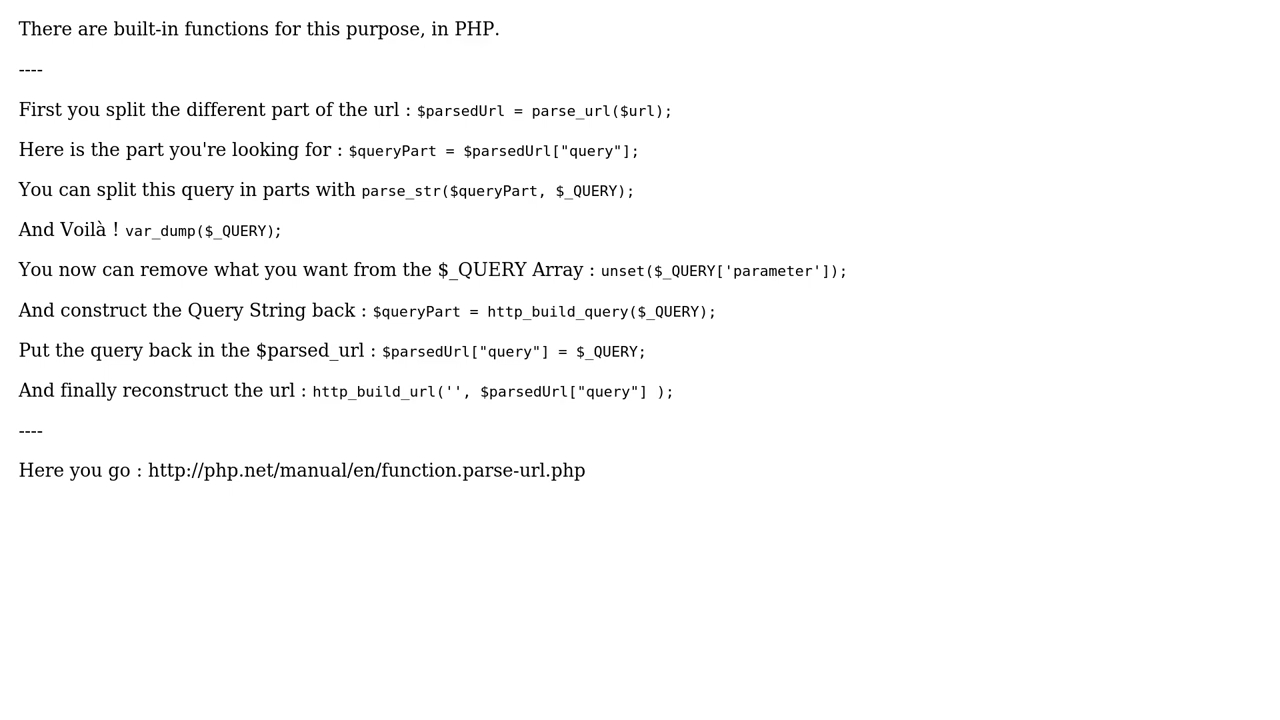 There are built-in functions for this purpose, in PHP.
----
First you split the different part of the url : $parsedUrl = parse_url($url);
Here is the part you're looking for : $queryPart = $parsedUrl["query"];
You can split this query in parts with parse_str($queryPart, $_QUERY);
And Voilà ! var_dump($_QUERY);
You now can remove what you want from the $_QUERY Array : unset($_QUERY['parameter']);
And construct the Query String back : $queryPart = http_build_query($_QUERY);
Put the query back in the $parsed_url : $parsedUrl["query"] = $_QUERY;
And finally reconstruct the url : http_build_url('', $parsedUrl["query"] );
----
Here you go : http://php.net/manual/en/function.parse-url.php